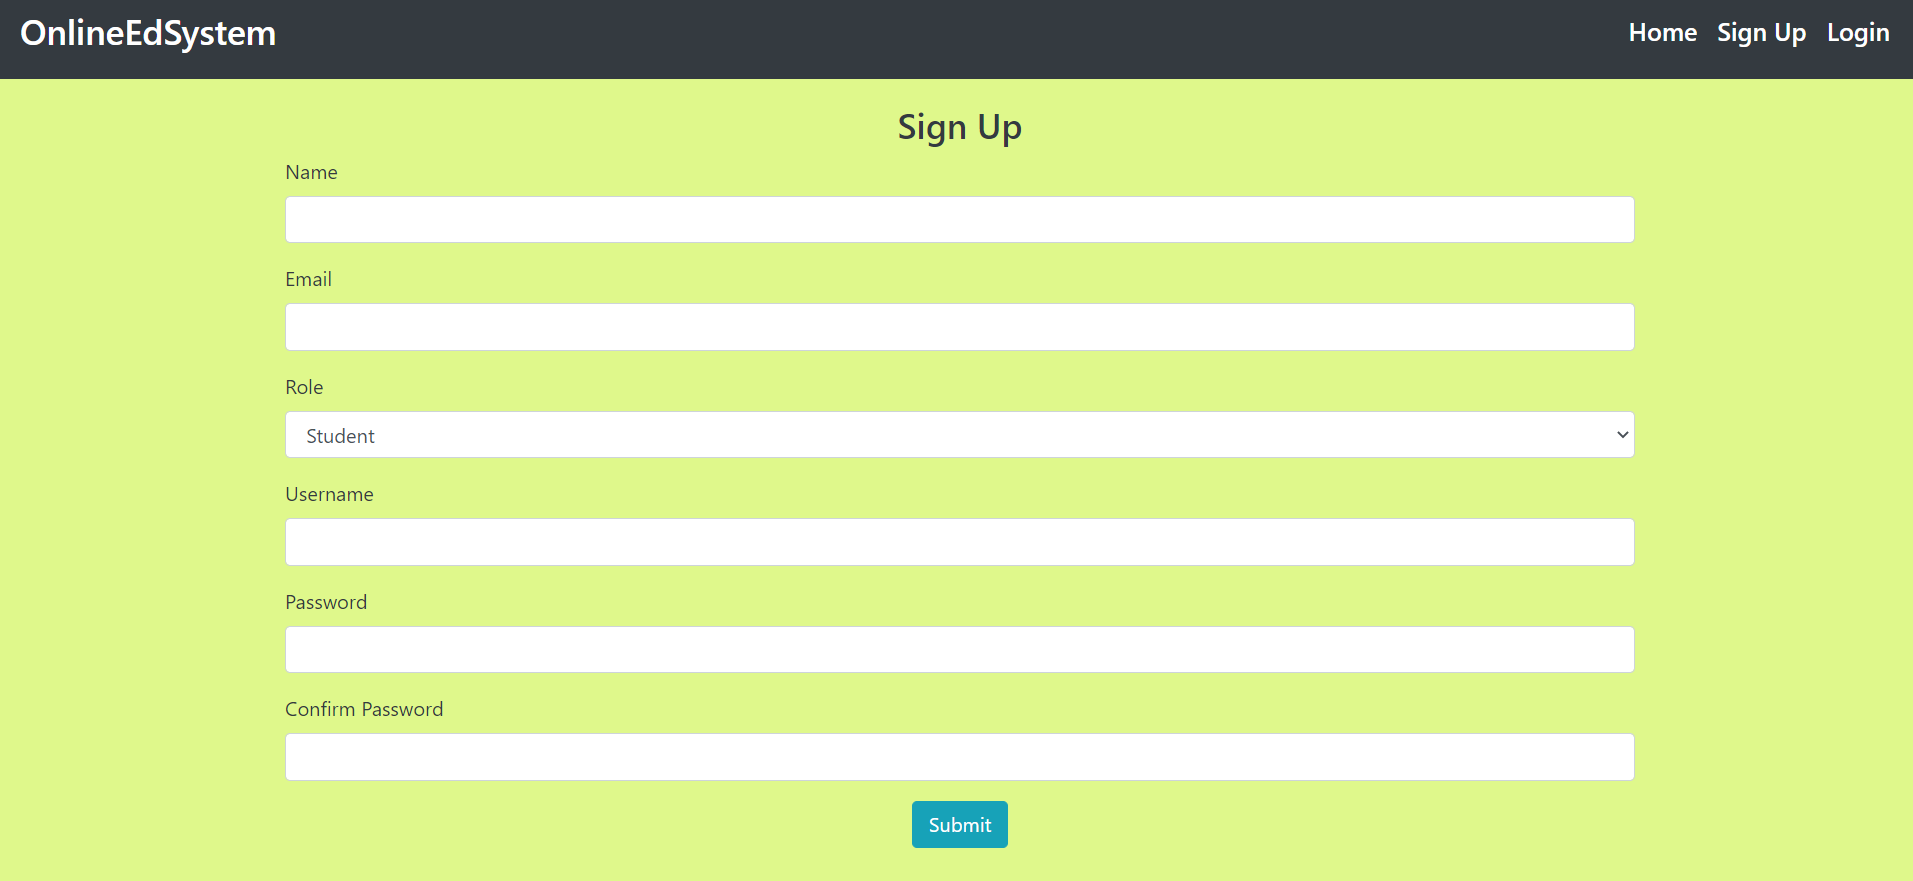 OnlineEdSystem
Home Sign Up Login
Sign Up
Name
Email
Role
Student
Username
Password
Confirm Password
Submit